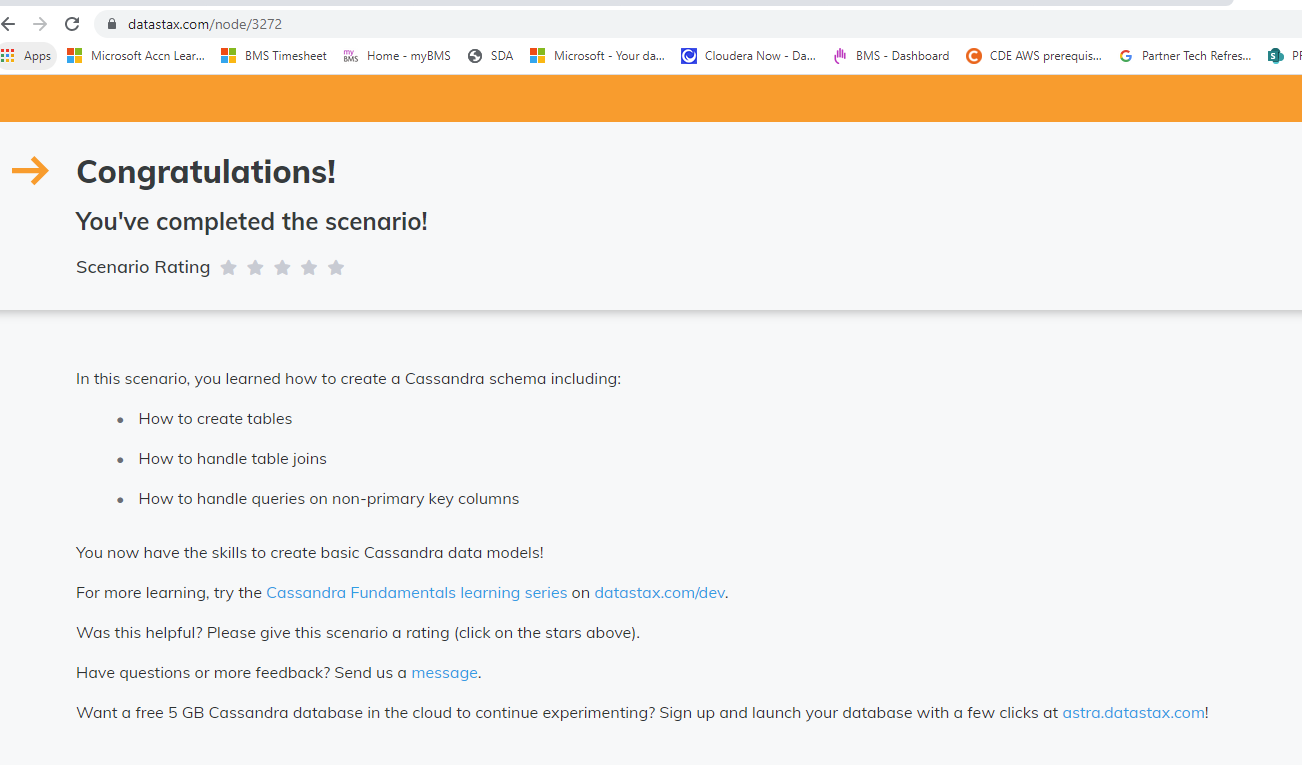 datastax.com/node/3272
Apps Microsoft Accn Lear... BMS Timesheet my BMS Home - myBMS SDA Microsoft - Your da... Cloudera Now - Da... BMS - Dashboard CDE AWS prerequis... Partner Tech Refres...
Congratulations!
You've completed the scenario!
Scenario Rating
In this scenario, you learned how to create a Cassandra schema including:
• How to create tables
• How to handle table joins
• How to handle queries on non-primary key columns
You now have the skills to create basic Cassandra data models!
For more learning, try the Cassandra Fundamentals learning series on datastax.com/dev.
Was this helpful? Please give this scenario a rating (click on the stars above).
Have questions or more feedback? Send us a message.
Want a free 5 GB Cassandra database in the cloud to continue experimenting? Sign up and launch your database with a few clicks at astra.datastax.com!